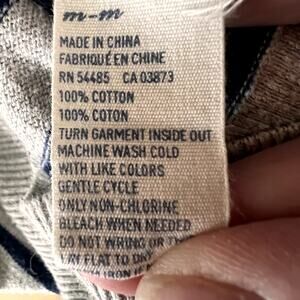 m-m
MADE IN CHINA
FABRIQUÉ EN CHINE
RN 54485 CA 03873
100% COTTON
100% COTON
TURN GARMENT INSIDE OUT
MACHINE WASH COLD
WITH LIKE COLORS
GENTLE CYCLE
ONLY NON-CHLORINE
BLEACH WHEN NEEDED
DO NOT WRING OR
LAY FLAT TO DRY
IRON